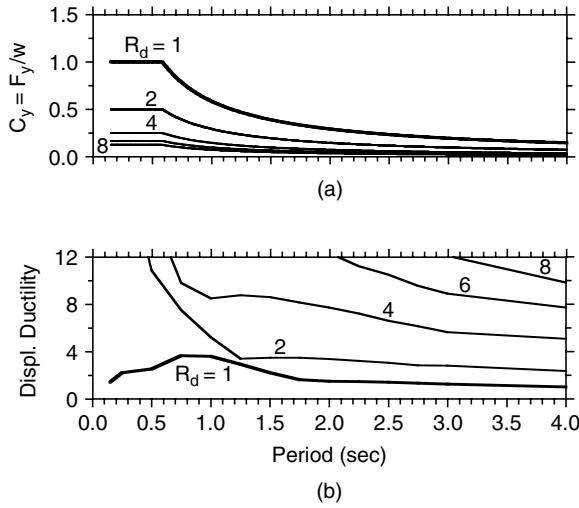 1.5
R_d = 1
1.0
2
0.5
4
8
0.0
C_y = F_y/w
(a)
12
8
6
8
4
4
2
R_d = 1
0
Displ. Ductility
0.0 0.5 1.0 1.5 2.0 2.5 3.0 3.5 4.0
Period (sec)
(b)